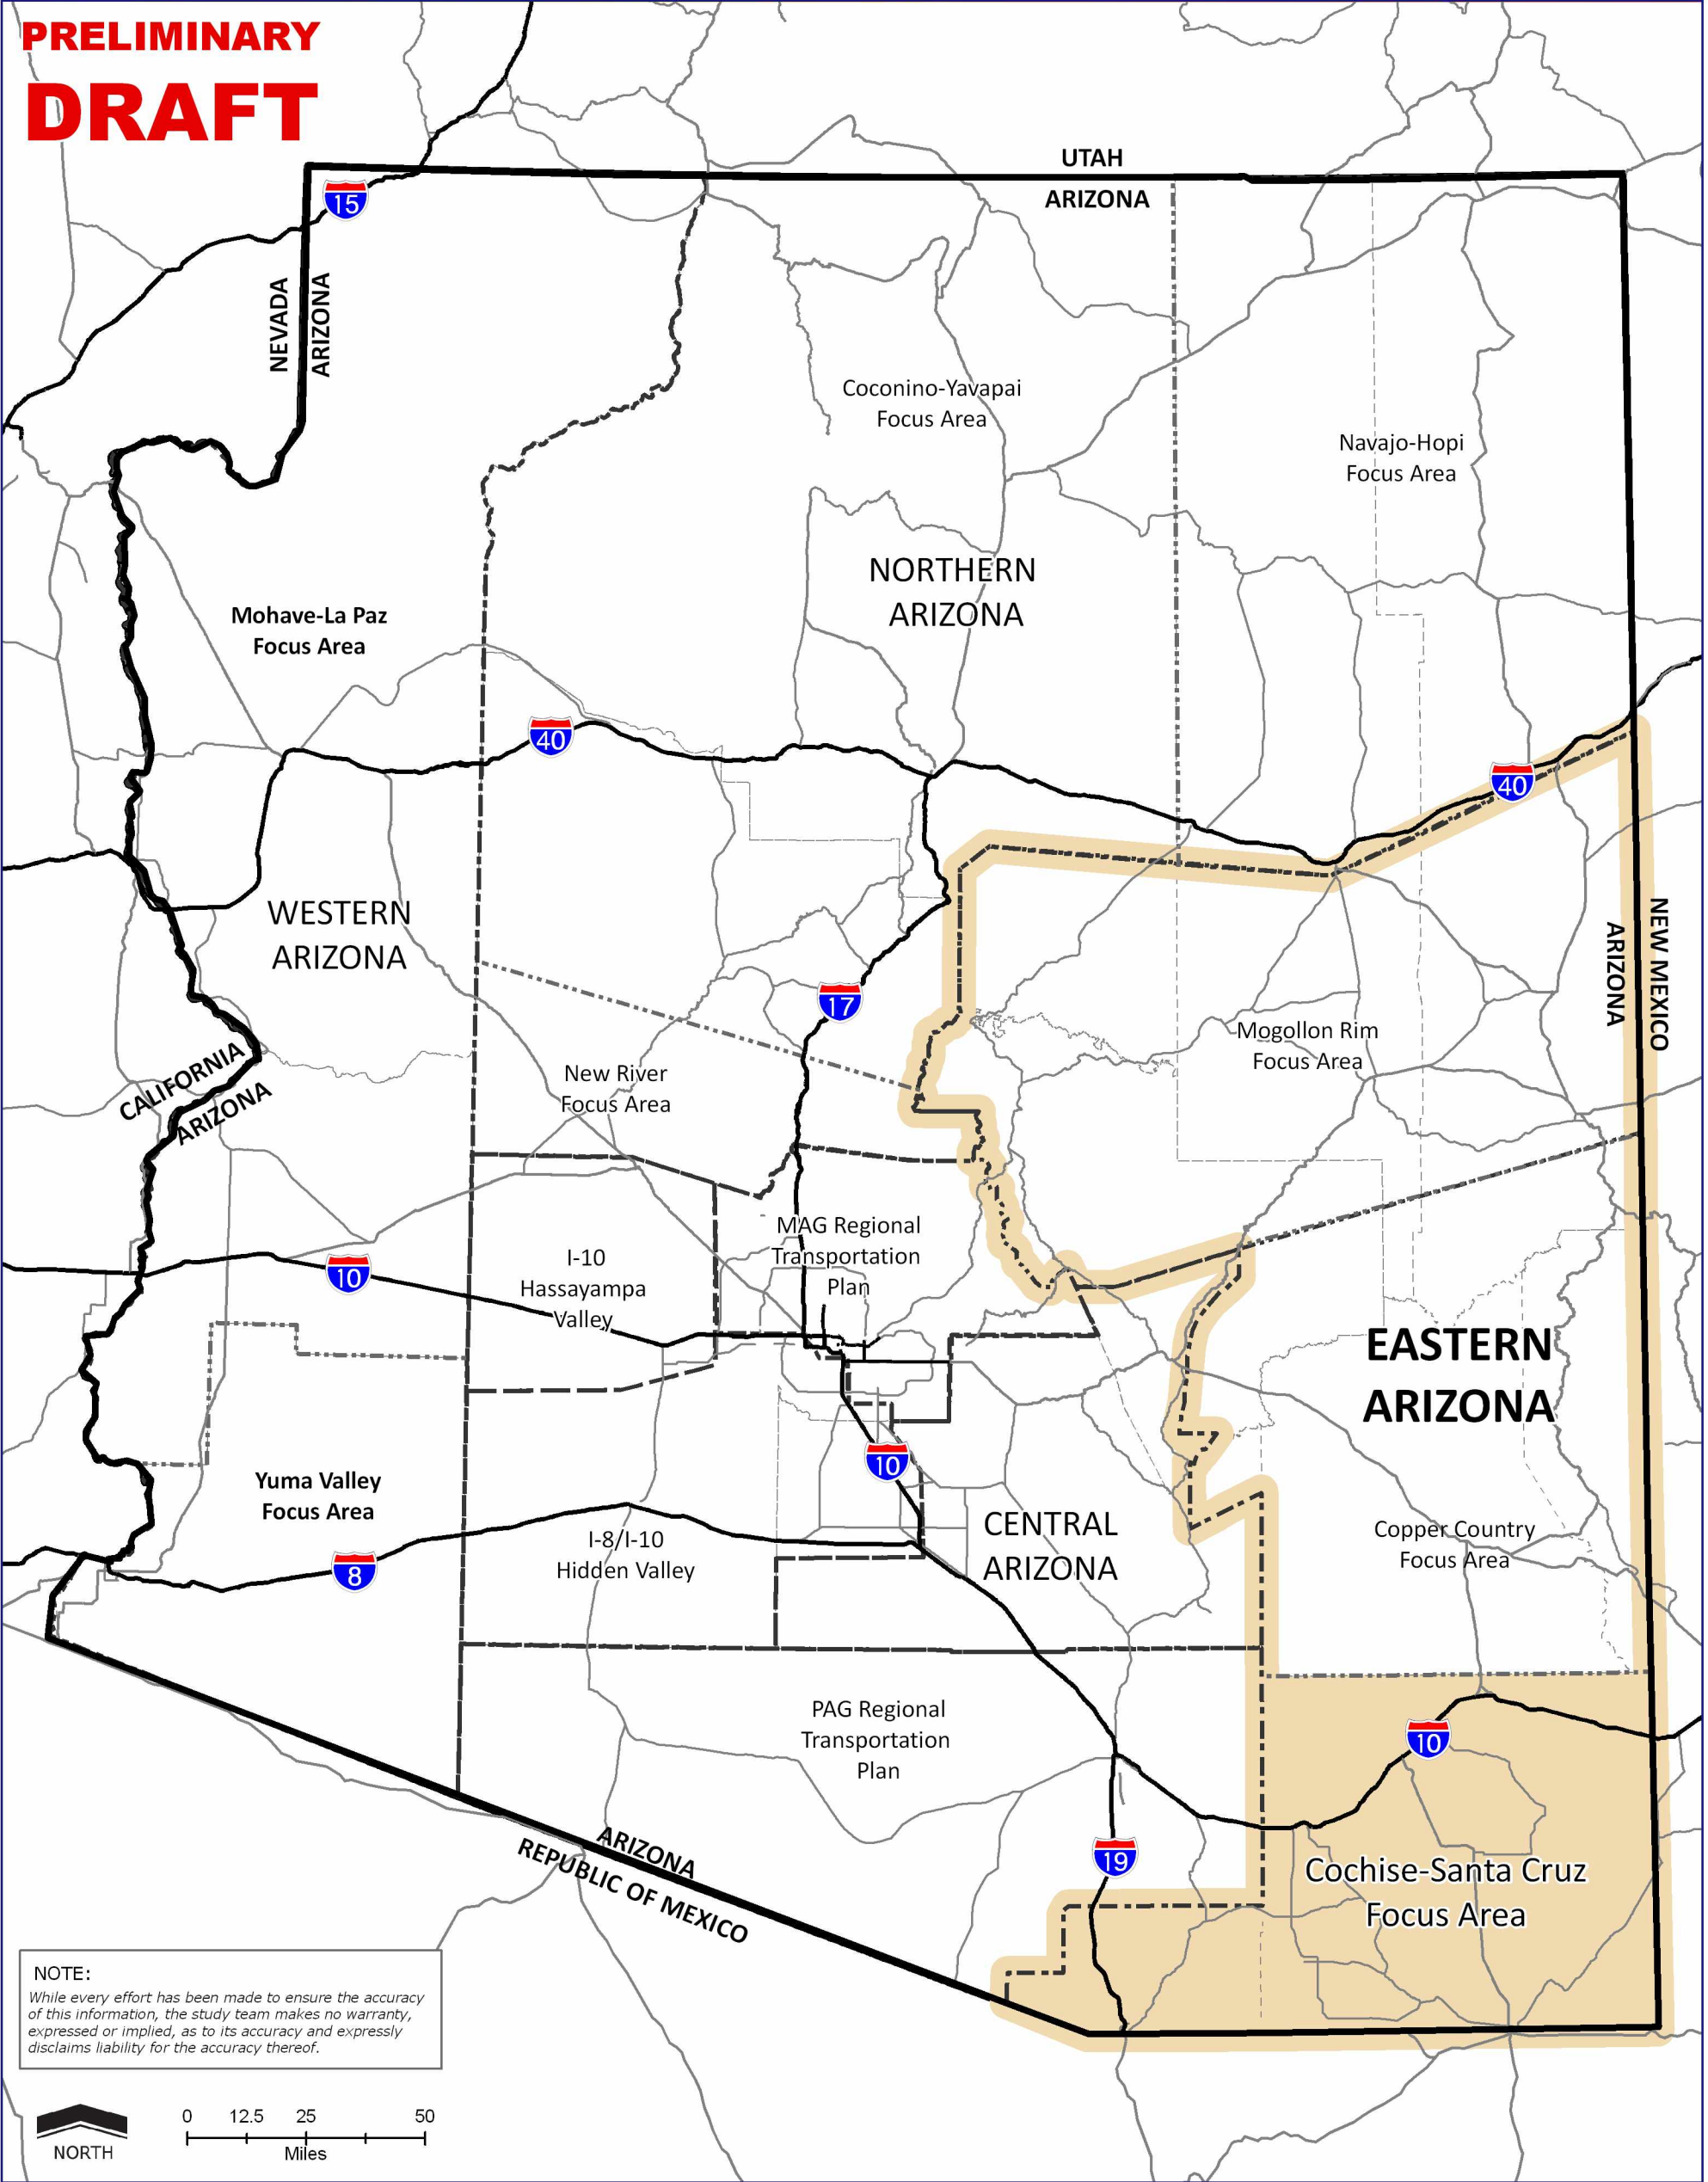 PRELIMINARY
DRAFT
UTAH
ARIZONA
15
NEVADA
ARIZONA
Coconino-Yavapai
Focus Area
Navajo-Hopi
Focus Area
NORTHERN
ARIZONA
Mohave-La Paz
Focus Area
40
40
WESTERN
ARIZONA
NEW MEXICO
ARIZONA
17
Mogollon Rim
Focus Area
CALIFORNIA
ARIZONA
New River
Focus Area
MAG Regional
Transportation
Plan
I-10
Hassayampa
Valley
10
EASTERN
ARIZONA
10
Yuma Valley
Focus Area
CENTRAL
ARIZONA
Copper Country
Focus Area
I-8/I-10
Hidden Valley
8
PAG Regional
Transportation
Plan
10
ARIZONA
REPUBLIC OF MEXICO
19
Cochise-Santa Cruz
Focus Area
NOTE:
While every effort has been made to ensure the accuracy
of this information, the study team makes no warranty,
expressed or implied, as to its accuracy and expressly
disclaims liability for the accuracy thereof.
0 12.5 25 50
Miles
NORTH